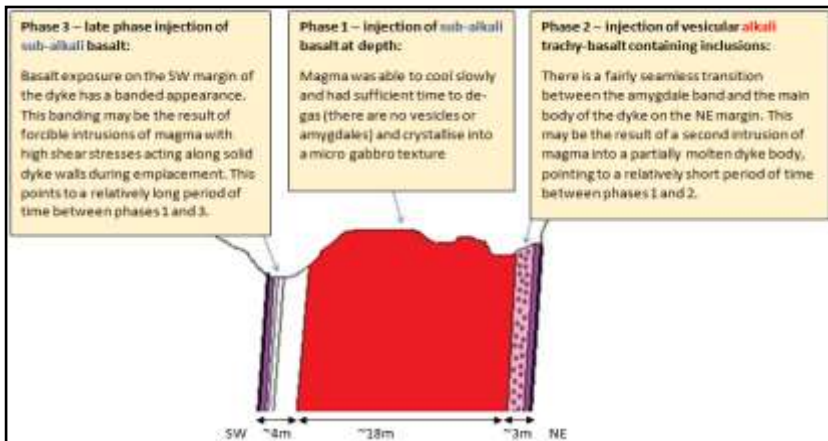 Phase 3 – late phase injection of
sub-alkali basalt:
Basalt exposure on the SW margin of
the dyke has a banded appearance.
This banding may be the result of
forcible intrusions of magma with
high shear stresses acting along solid
dyke walls during emplacement. This
points to a relatively long period of
time between phases 1 and 3.
Phase 1 – injection of sub-alkali
basalt at depth:
Magma was able to cool slowly
and had sufficient time to de-
gas (there are no vesicles or
amygdales) and crystallise into
a micro gabbro texture
Phase 2 – injection of vesicular alkali
trachy-basalt containing inclusions:
There is a fairly seamless transition
between the amygdale band and the main
body of the dyke on the NE margin. This
may be the result of a second intrusion of
magma into a partially molten dyke body,
pointing to a relatively short period of time
between phases 1 and 2.
SW ~4m ~18m ~3m NE